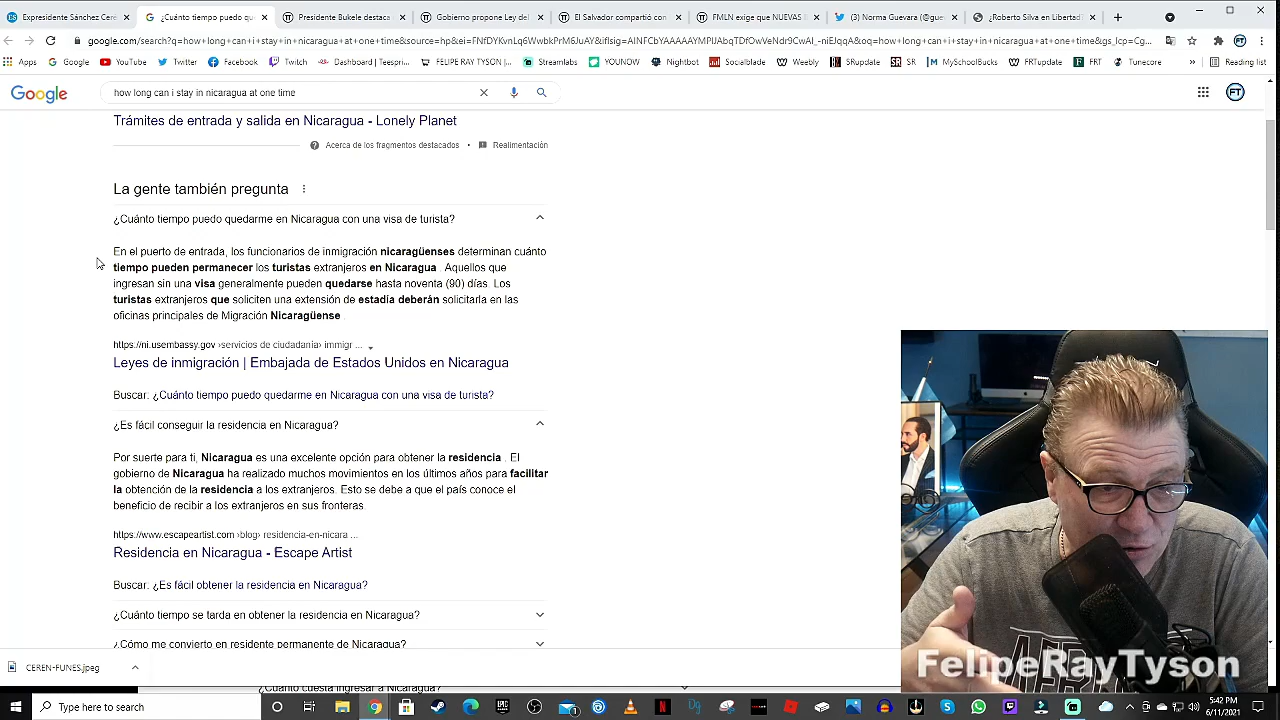 Expresidente Sánchez Cere
¿Cuánto tiempo puedo qu
Presidente Bukele destaca
Gobierno propone Ley del
El Salvador compartió con
FMLN exige que NUEVAS I
(3) Norma Guevara (@gue
¿Roberto Silva en Libertad
Apps
Google
YouTube
Twitter
Facebook
Twitch
Dashboard | Teespri...
FELIPE RAY TYSON |...
Streamlabs
YOUNOW
Nightbot
Socialblade
Weebly
SRupdate
SR
MySchoolBucks
FRTupdate
FRT
Tunecore
Reading list
Google
how long can i stay in nicaragua at one time
FT
Trámites de entrada y salida en Nicaragua - Lonely Planet
Acerca de los fragmentos destacados • Realimentación
La gente también pregunta
¿Cuánto tiempo puedo quedarme en Nicaragua con una visa de turista?
En el puerto de entrada, los funcionarios de inmigración nicaragüenses determinan cuánto
tiempo pueden permanecer los turistas extranjeros en Nicaragua . Aquellos que
ingresan sin una visa generalmente pueden quedarse hasta noventa (90) días. Los
turistas extranjeros que soliciten una extensión de estadía deberán solicitarla en las
oficinas principales de Migración Nicaragüense .
https://ni.usembassy.gov ›servicios de ciudadanía› immigr ...
Leyes de inmigración | Embajada de Estados Unidos en Nicaragua
Buscar: ¿Cuánto tiempo puedo quedarme en Nicaragua con una visa de turista?
¿Es fácil conseguir la residencia en Nicaragua?
Por suerte para ti, Nicaragua es una excelente opción para obtener la residencia . El
gobierno de Nicaragua ha realizado muchos movimientos en los últimos años para facilitar
la obtención de la residencia a los extranjeros. Esto se debe a que el país conoce el
beneficio de recibir a los extranjeros en sus fronteras.
https://www.escapeartist.com ›blog› residencia-en-nicara ...
Residencia en Nicaragua - Escape Artist
Buscar: ¿Es fácil obtener la residencia en Nicaragua?
¿Cuánto tiempo se tarda en obtener la residencia en Nicaragua?
¿Cómo me convierto en residente permanente de Nicaragua?
FelipeRayTyson
CEREN-FUNES.jpeg
¿Cuánto cuesta ingresar a Nicaragua?
Type here to search
5:42 PM
6/11/2021